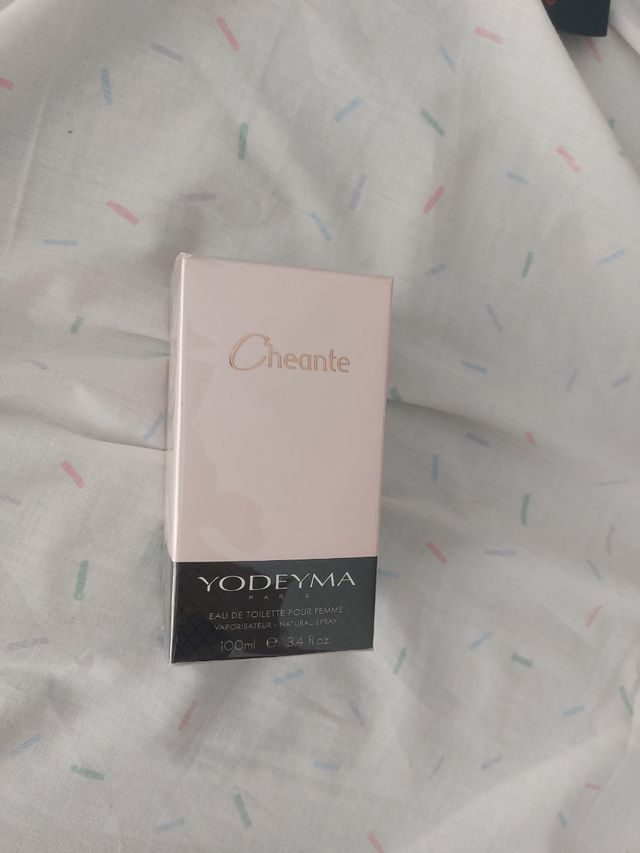 Cheante
YODEYMA
PARIS
EAU DE TOILETTE POUR FEMME
VAPORISATEUR - NATURAL SPRAY
100ml e 3.4 fl.oz